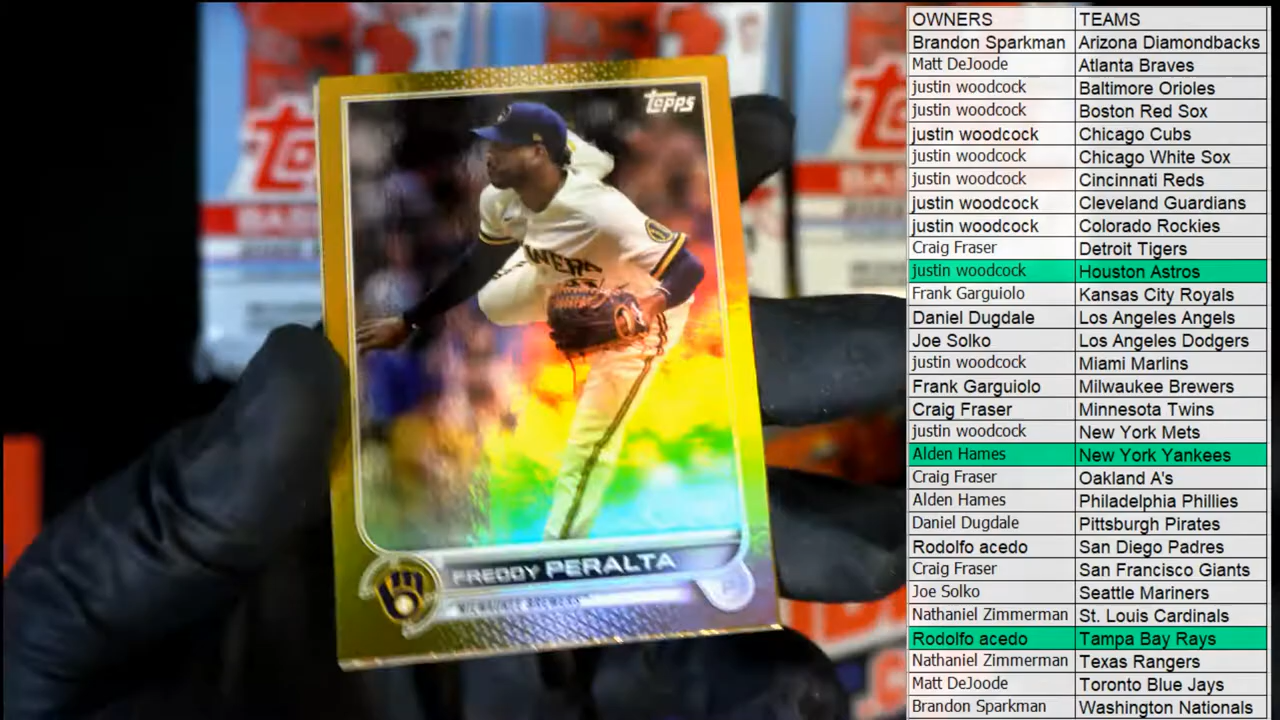 Topps
FREDDY PERALTA
MILWAUKEE BREWERS
OWNERS TEAMS
Brandon Sparkman Arizona Diamondbacks
Matt DeJoode Atlanta Braves
justin woodcock Baltimore Orioles
justin woodcock Boston Red Sox
justin woodcock Chicago Cubs
justin woodcock Chicago White Sox
justin woodcock Cincinnati Reds
justin woodcock Cleveland Guardians
justin woodcock Colorado Rockies
Craig Fraser Detroit Tigers
justin woodcock Houston Astros
Frank Garguiolo Kansas City Royals
Daniel Dugdale Los Angeles Angels
Joe Solko Los Angeles Dodgers
justin woodcock Miami Marlins
Frank Garguiolo Milwaukee Brewers
Craig Fraser Minnesota Twins
justin woodcock New York Mets
Alden Hames New York Yankees
Craig Fraser Oakland A's
Alden Hames Philadelphia Phillies
Daniel Dugdale Pittsburgh Pirates
Rodolfo acedo San Diego Padres
Craig Fraser San Francisco Giants
Joe Solko Seattle Mariners
Nathaniel Zimmerman St. Louis Cardinals
Rodolfo acedo Tampa Bay Rays
Nathaniel Zimmerman Texas Rangers
Matt DeJoode Toronto Blue Jays
Brandon Sparkman Washington Nationals